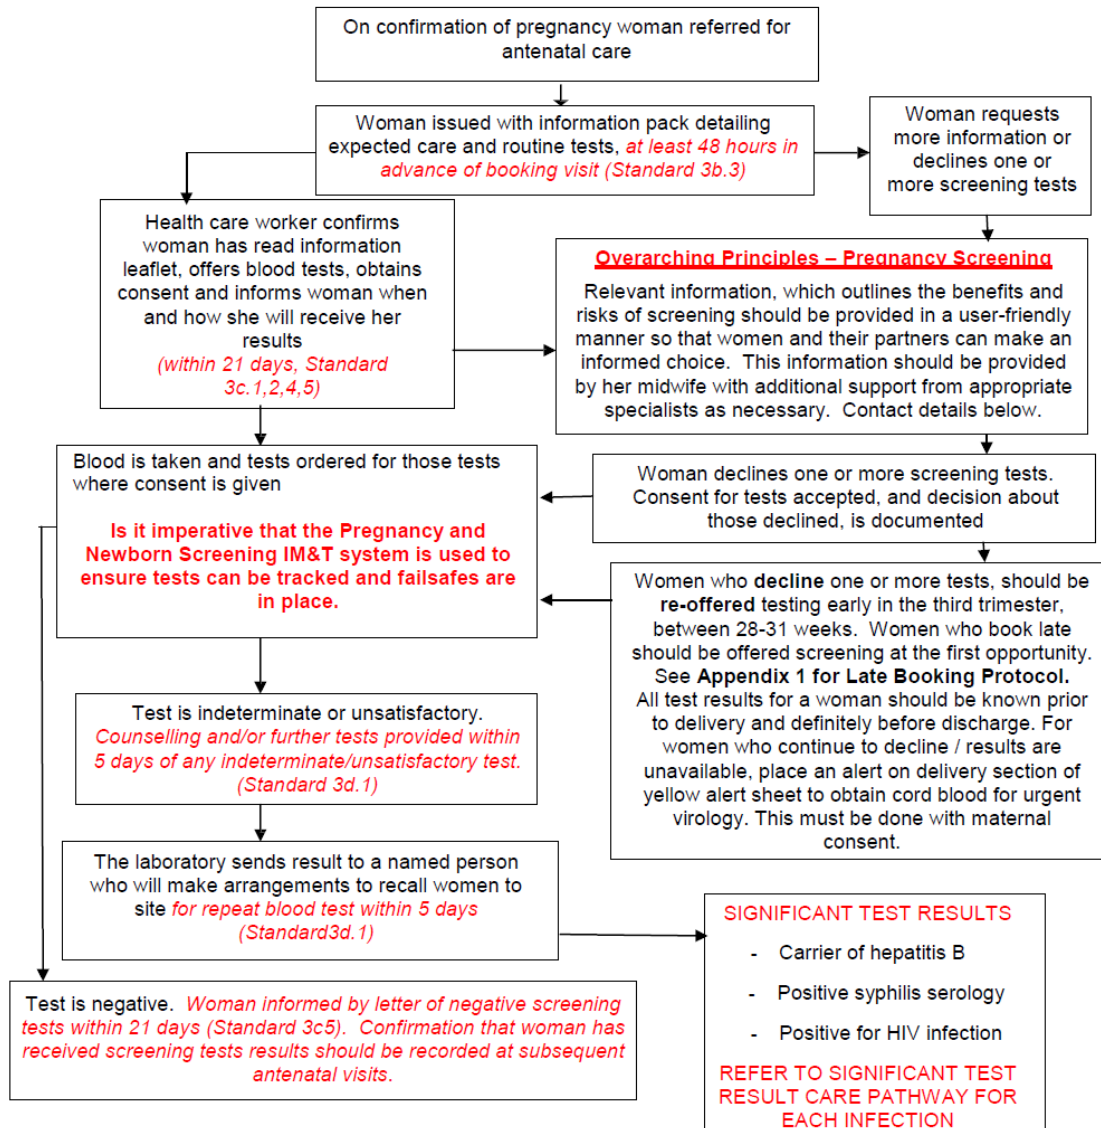 On confirmation of pregnancy woman referred for
antenatal care
Woman issued with information pack detailing
expected care and routine tests, at least 48 hours in
advance of booking visit (Standard 3b.3)
Woman requests
more information or
declines one or
more screening tests
Health care worker confirms
woman has read information
leaflet, offers blood tests, obtains
consent and informs woman when
and how she will receive her
results
(within 21 days, Standard
3c.1,2,4,5)
Overarching Principles – Pregnancy Screening
Relevant information, which outlines the benefits and
risks of screening should be provided in a user-friendly
manner so that women and their partners can make an
informed choice.  This information should be provided
by her midwife with additional support from appropriate
specialists as necessary.  Contact details below.
Blood is taken and tests ordered for those tests
where consent is given
Is it imperative that the Pregnancy and
Newborn Screening IM&T system is used to
ensure tests can be tracked and failsafes are
in place.
Woman declines one or more screening tests.
Consent for tests accepted, and decision about
those declined, is documented
Women who decline one or more tests, should be
re-offered testing early in the third trimester,
between 28-31 weeks.  Women who book late
should be offered screening at the first opportunity.
See Appendix 1 for Late Booking Protocol.
All test results for a woman should be known prior
to delivery and definitely before discharge. For
women who continue to decline / results are
unavailable, place an alert on delivery section of
yellow alert sheet to obtain cord blood for urgent
virology. This must be done with maternal
consent.
Test is indeterminate or unsatisfactory.
Counselling and/or further tests provided within
5 days of any indeterminate/unsatisfactory test.
(Standard 3d.1)
The laboratory sends result to a named person
who will make arrangements to recall women to
site for repeat blood test within 5 days
(Standard3d.1)
SIGNIFICANT TEST RESULTS
- Carrier of hepatitis B
- Positive syphilis serology
- Positive for HIV infection
REFER TO SIGNIFICANT TEST
RESULT CARE PATHWAY FOR
EACH INFECTION
Test is negative.  Woman informed by letter of negative screening
tests within 21 days (Standard 3c5).  Confirmation that woman has
received screening tests results should be recorded at subsequent
antenatal visits.